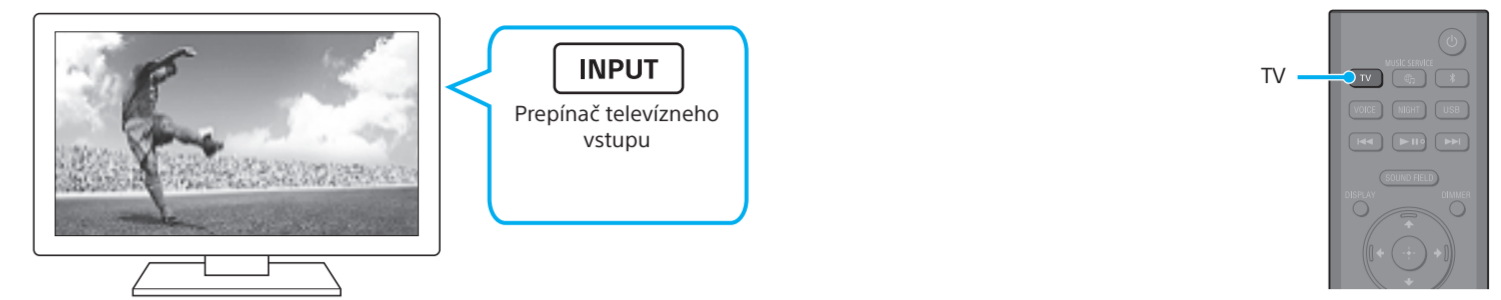 INPUT
Prepínač televízneho
vstupu
TV
MUSIC SERVICE
TV
VOICE NIGHT USB
SOUND FIELD
DISPLAY DIMMER